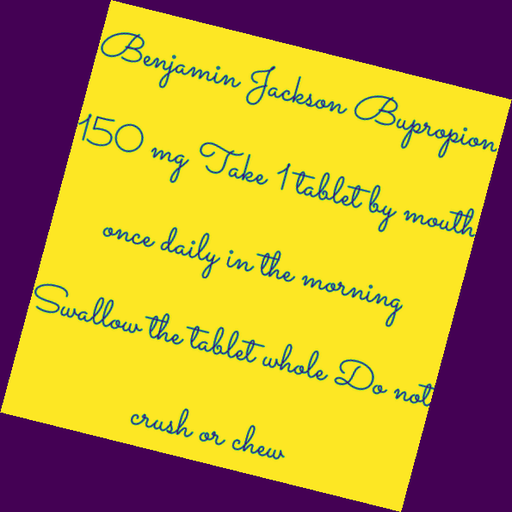 Benjamin Jackson Bupropion
150 mg Take 1 tablet by mouth
once daily in the morning
Swallow the tablet whole Do not
crush or chew